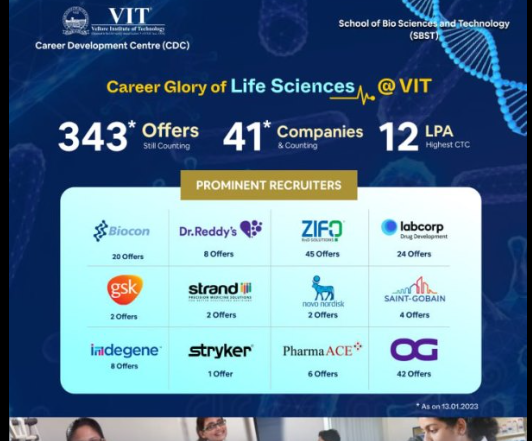 VIT®
Vellore Institute of Technology
Career Development Centre (CDC)
School of Bio Sciences and Technology
(SBST)
Career Glory of Life Sciences @ VIT
343* Offers
Still Counting
41* Companies
& Counting
12 LPA
Highest CTC
PROMINENT RECRUITERS
Biocon
20 Offers
Dr.Reddy's
8 Offers
ZIFO
45 Offers
labcorp
Drug Development
24 Offers
gsk
2 Offers
strand
2 Offers
novo nordisk
2 Offers
SAINT-GOBAIN
4 Offers
indegene
8 Offers
stryker
1 Offer
PharmaACE
6 Offers
OG
42 Offers
* As on 13.01.2023